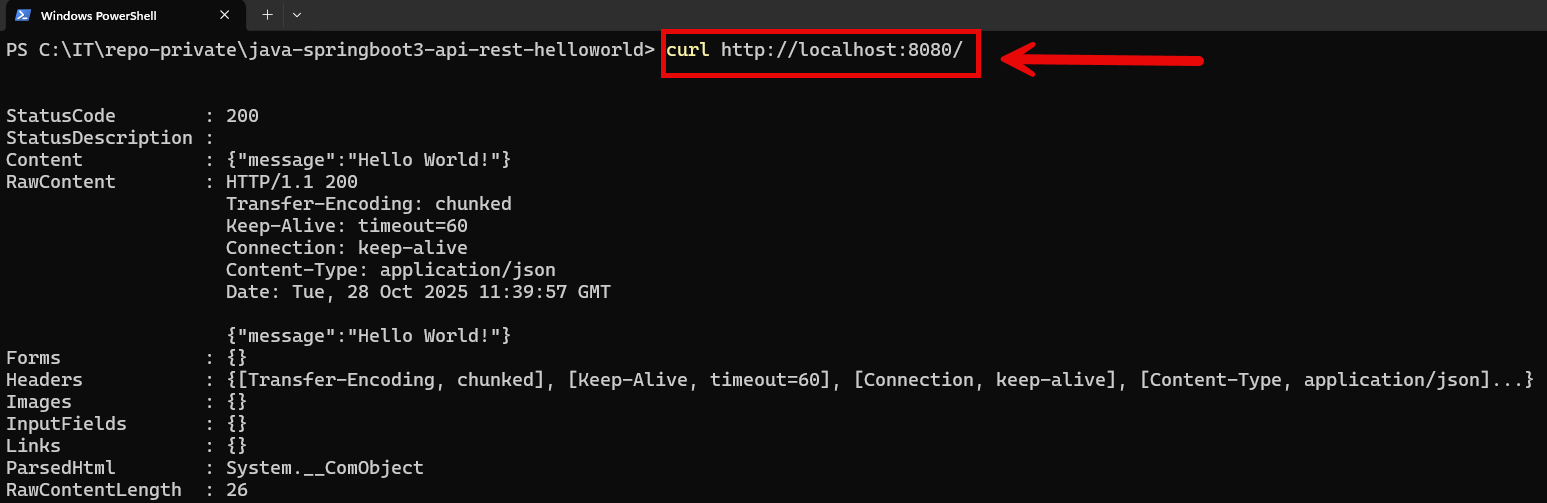 Windows PowerShell
PS C:\IT\repo-private\java-springboot3-api-rest-helloworld> curl http://localhost:8080/
StatusCode : 200
StatusDescription :
Content : {"message":"Hello World!"}
RawContent : HTTP/1.1 200
Transfer-Encoding: chunked
Keep-Alive: timeout=60
Connection: keep-alive
Content-Type: application/json
Date: Tue, 28 Oct 2025 11:39:57 GMT
{"message":"Hello World!"}
Forms : {}
Headers : {[Transfer-Encoding, chunked], [Keep-Alive, timeout=60], [Connection, keep-alive], [Content-Type, application/json]...}
Images : {}
InputFields : {}
Links : {}
ParsedHtml : System.__ComObject
RawContentLength : 26